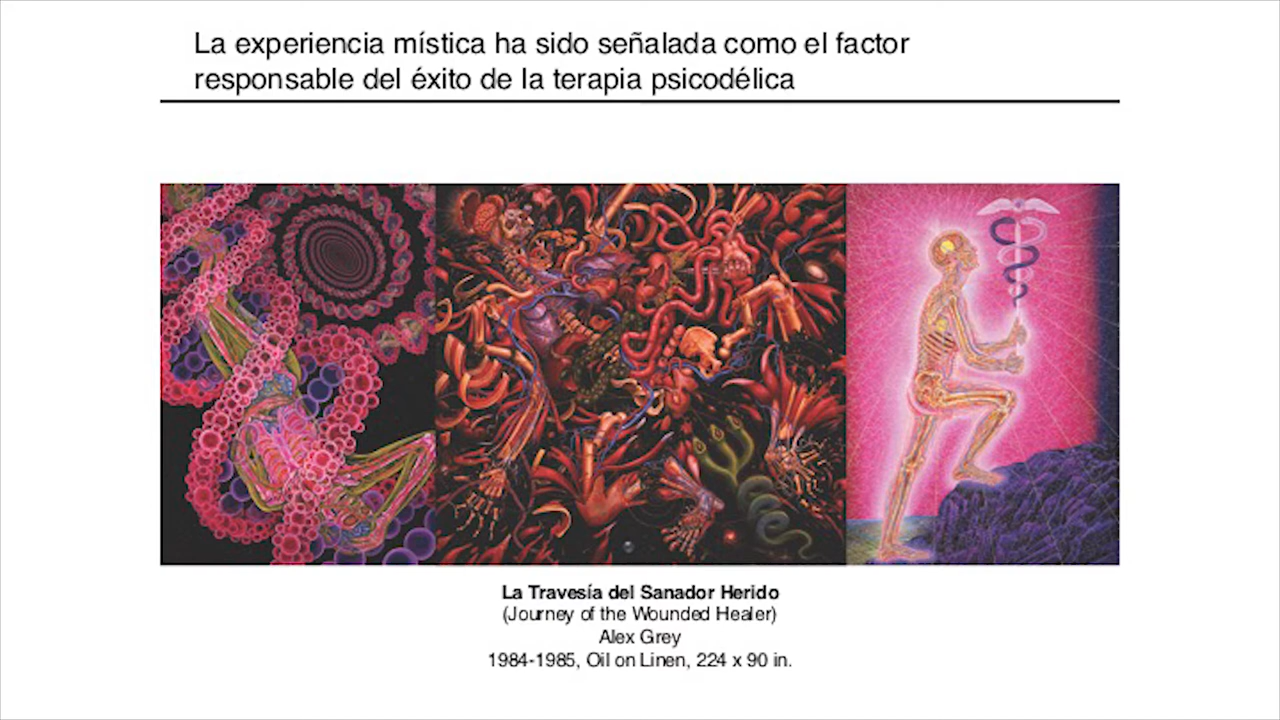 La experiencia mística ha sido señalada como el factor
responsable del éxito de la terapia psicodélica
La Travesía del Sanador Herido
(Journey of the Wounded Healer)
Alex Grey
1984-1985, Oil on Linen, 224 x 90 in.